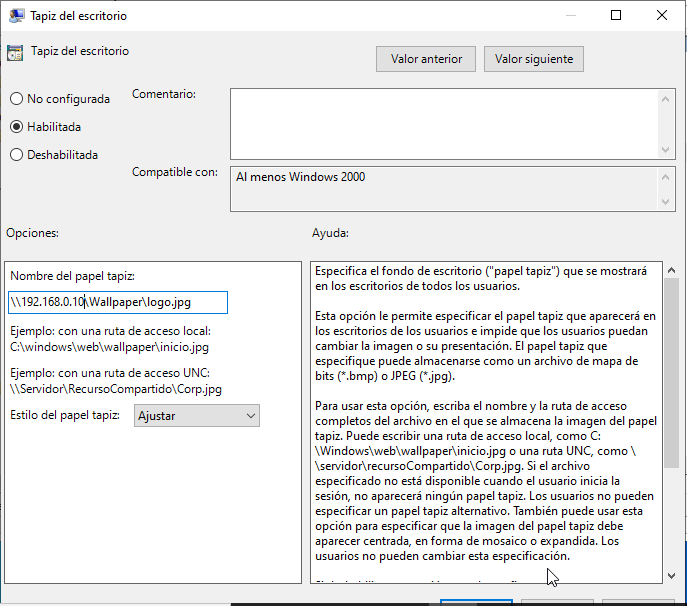 Tapiz del escritorio
Tapiz del escritorio
Valor anterior
Valor siguiente
No configurada
Habilitada
Deshabilitada
Comentario:
Compatible con:
Al menos Windows 2000
Opciones:
Ayuda:
Nombre del papel tapiz:
\\192.168.0.10\Wallpaper\logo.jpg
Ejemplo: con una ruta de acceso local:
C:\windows\web\wallpaper\inicio.jpg
Ejemplo: con una ruta de acceso UNC:
\\Servidor\RecursoCompartido\Corp.jpg
Estilo del papel tapiz:
Ajustar
Especifica el fondo de escritorio ("papel tapiz") que se mostrará
en los escritorios de todos los usuarios.
Esta opción le permite especificar el papel tapiz que aparecerá en
los escritorios de los usuarios e impide que los usuarios puedan
cambiar la imagen o su presentación. El papel tapiz que
especifique puede almacenarse como un archivo de mapa de
bits (*.bmp) o JPEG (*.jpg).
Para usar esta opción, escriba el nombre y la ruta de acceso
completos del archivo en el que se almacena la imagen del papel
tapiz. Puede escribir una ruta de acceso local, como C:
\Windows\web\wallpaper\inicio.jpg o una ruta UNC, como \
\servidor\recursoCompartido\Corp.jpg. Si el archivo
especificado no está disponible cuando el usuario inicia la
sesión, no aparecerá ningún papel tapiz. Los usuarios no pueden
especificar un papel tapiz alternativo. También puede usar esta
opción para especificar que la imagen del papel tapiz debe
aparecer centrada, en forma de mosaico o expandida. Los
usuarios no pueden cambiar esta especificación.